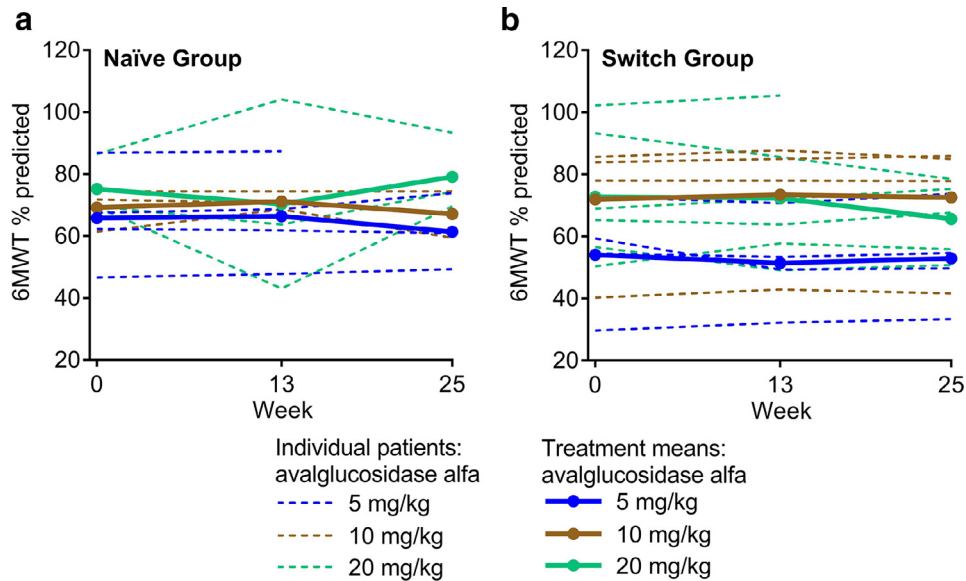 a
Naïve Group
6MWT % predicted
120
100
80
60
40
20
0 13 25
Week
b
Switch Group
6MWT % predicted
120
100
80
60
40
20
0 13 25
Week
Individual patients:
avalglucosidase alfa
5 mg/kg
10 mg/kg
20 mg/kg
Treatment means:
avalglucosidase alfa
5 mg/kg
10 mg/kg
20 mg/kg